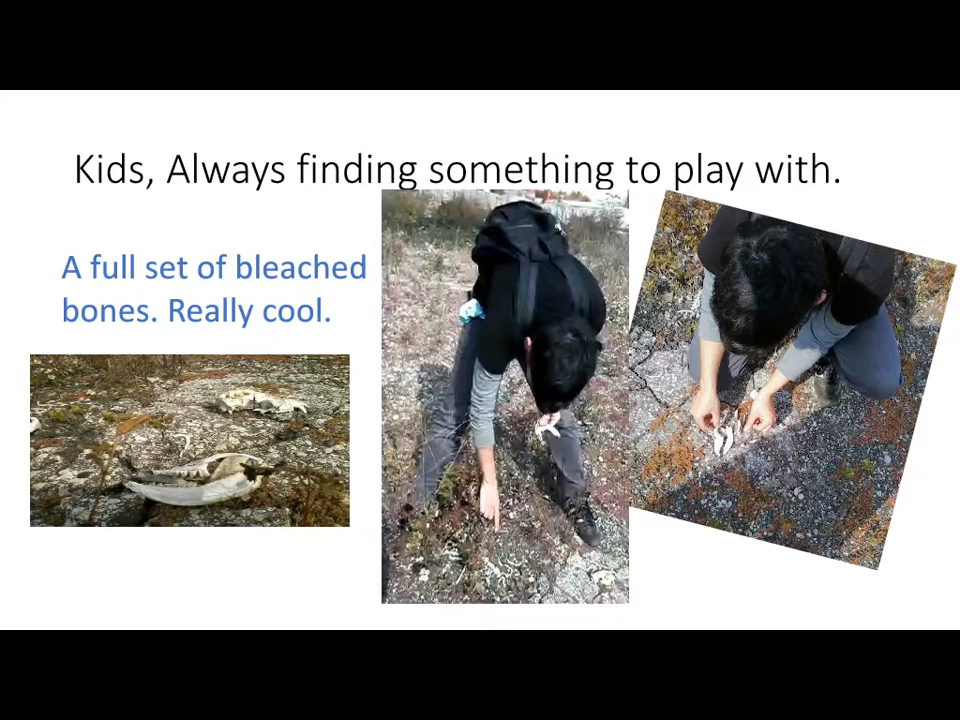 Kids, Always finding something to play with.
A full set of bleached
bones. Really cool.